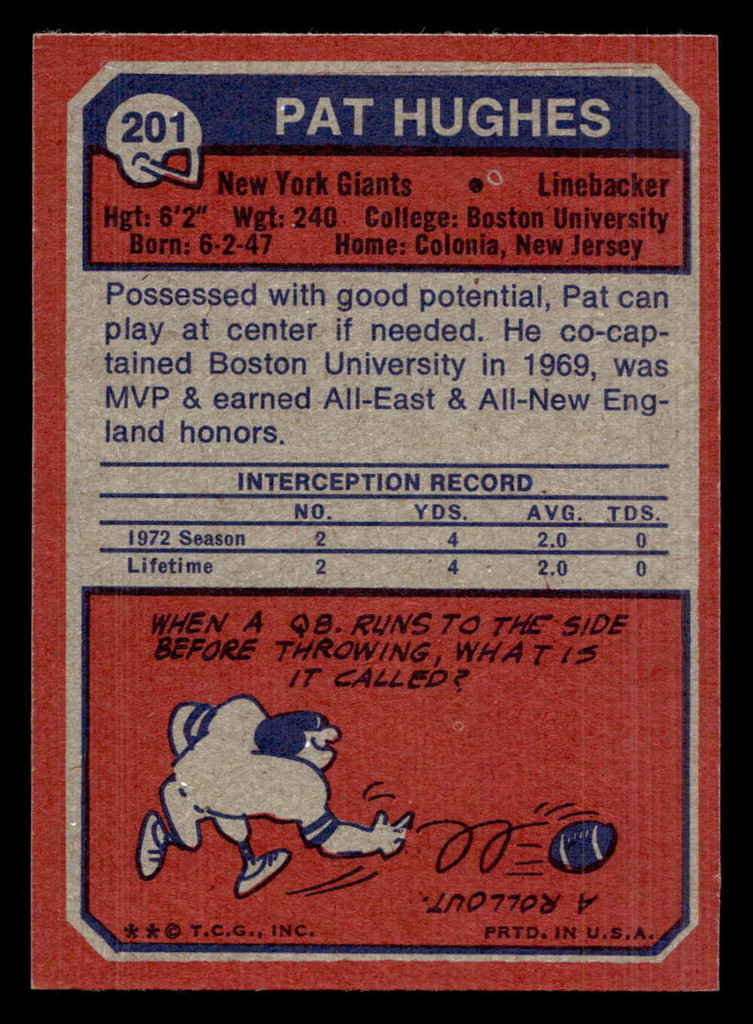 201
PAT HUGHES
New York Giants • Linebacker
Hgt: 6'2" Wgt: 240 College: Boston University
Born: 6-2-47 Home: Colonia, New Jersey
Possessed with good potential, Pat can
play at center if needed. He co-cap-
tained Boston University in 1969, was
MVP & earned All-East & All-New Eng-
land honors.
INTERCEPTION RECORD
NO. YDS. AVG. TDS.
1972 Season 2 4 2.0 0
Lifetime 2 4 2.0 0
WHEN A QB. RUNS TO THE SIDE
BEFORE THROWING, WHAT IS
IT CALLED?
A ROLLOUT.
**© T.C.G., INC. PRTD. IN U.S.A.